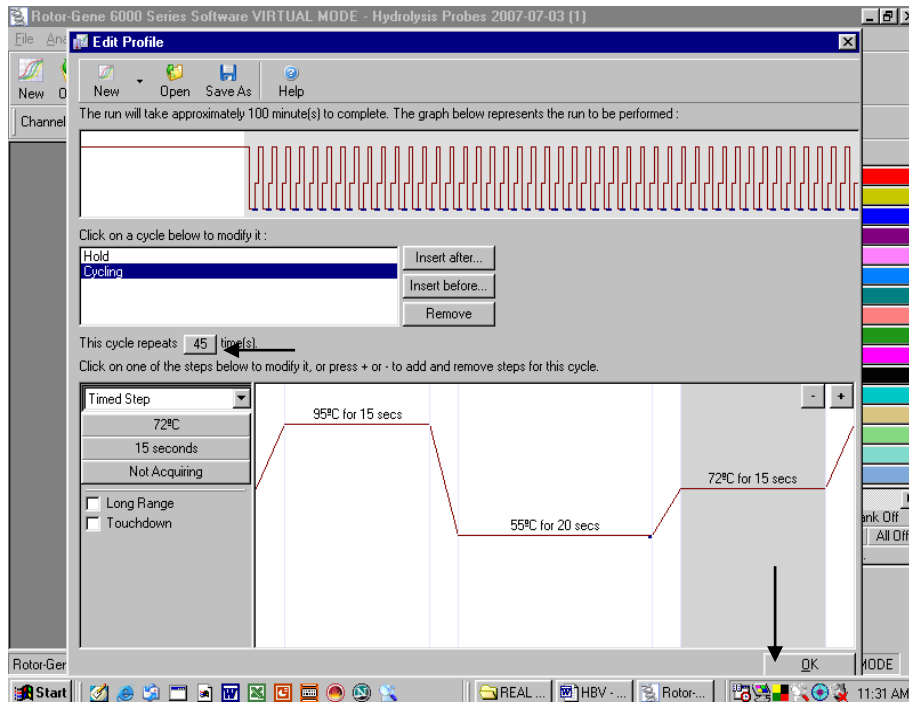 Rotor-Gene 6000 Series Software VIRTUAL MODE - Hydrolysis Probes 2007-07-03 (1)
File Ana
Edit Profile
New O
New Open Save As Help
Channel
The run will take approximately 100 minute(s) to complete. The graph below represents the run to be performed :
Click on a cycle below to modify it :
Hold
Cycling
Insert after...
Insert before...
Remove
This cycle repeats 45 time(s).
Click on one of the steps below to modify it, or press + or - to add and remove steps for this cycle.
Timed Step
- +
72ºC
15 seconds
Not Acquiring
Long Range
Touchdown
95ºC for 15 secs
55ºC for 20 secs
72ºC for 15 secs
ank Off
All Off
OK
Rotor-Ger
MODE
Start
REAL ...
HBV - ...
Rotor-...
11:31 AM